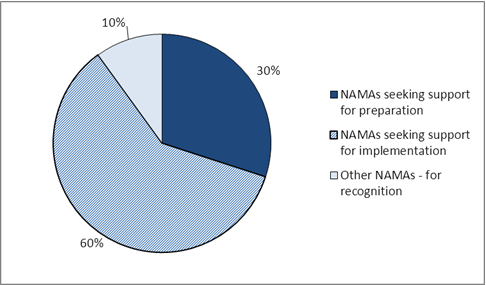 10%
30%
60%
NAMAs seeking support
for preparation
NAMAs seeking support
for implementation
Other NAMAs - for
recognition